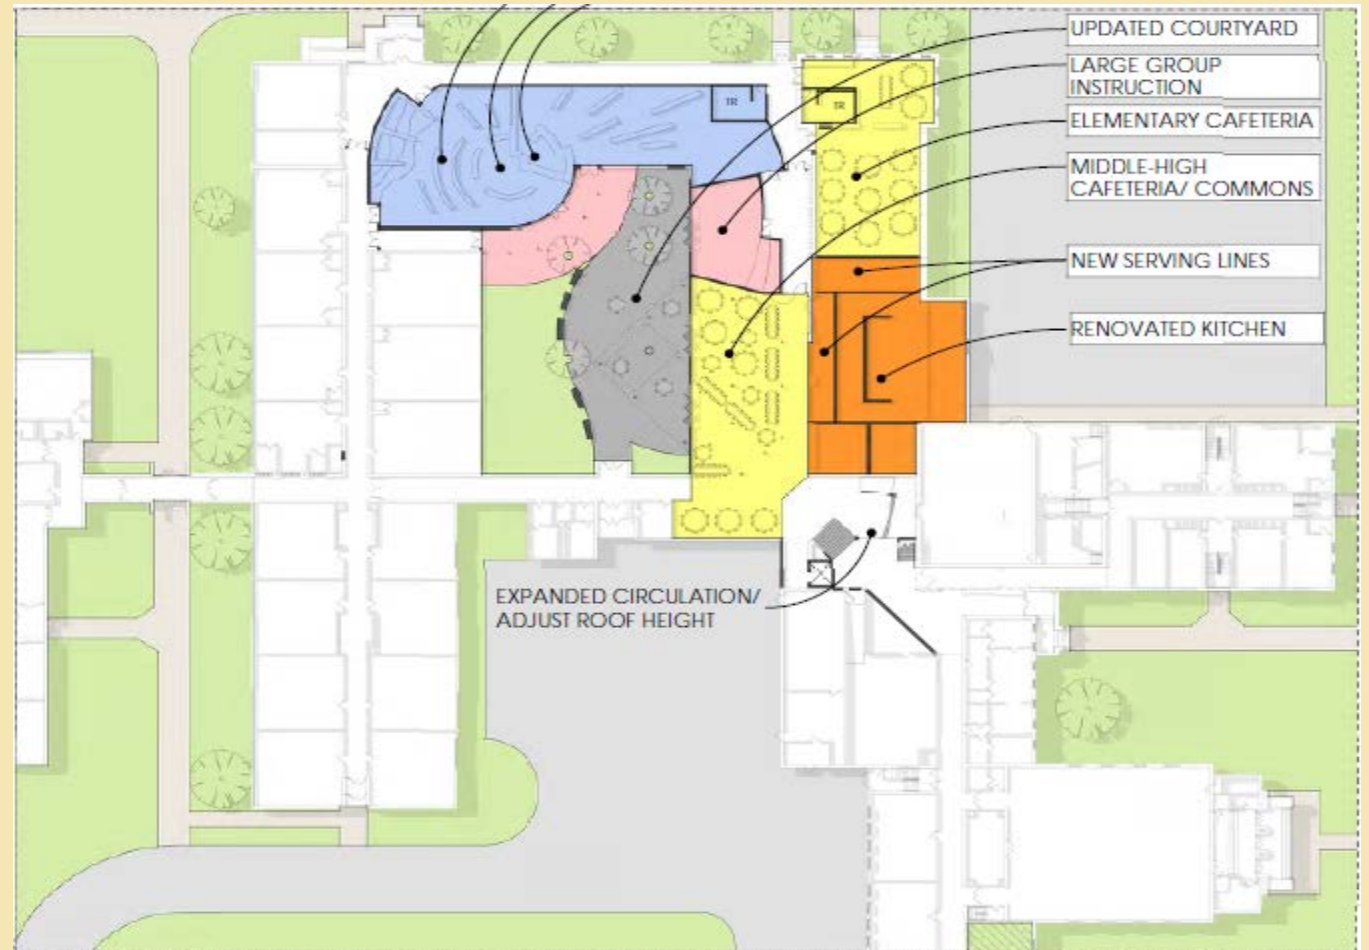 UPDATED COURTYARD
LARGE GROUP
INSTRUCTION
ELEMENTARY CAFETERIA
MIDDLE-HIGH
CAFETERIA/ COMMONS
NEW SERVING LINES
RENOVATED KITCHEN
TR
TR
EXPANDED CIRCULATION/
ADJUST ROOF HEIGHT